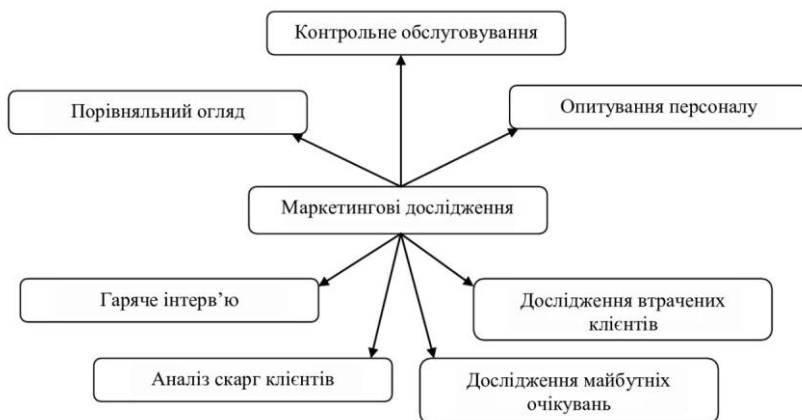 Контрольне обслуговування
Порівняльний огляд
Опитування персоналу
Маркетингові дослідження
Гаряче інтерв’ю
Дослідження втрачених
клієнтів
Аналіз скарг клієнтів
Дослідження майбутніх
очікувань